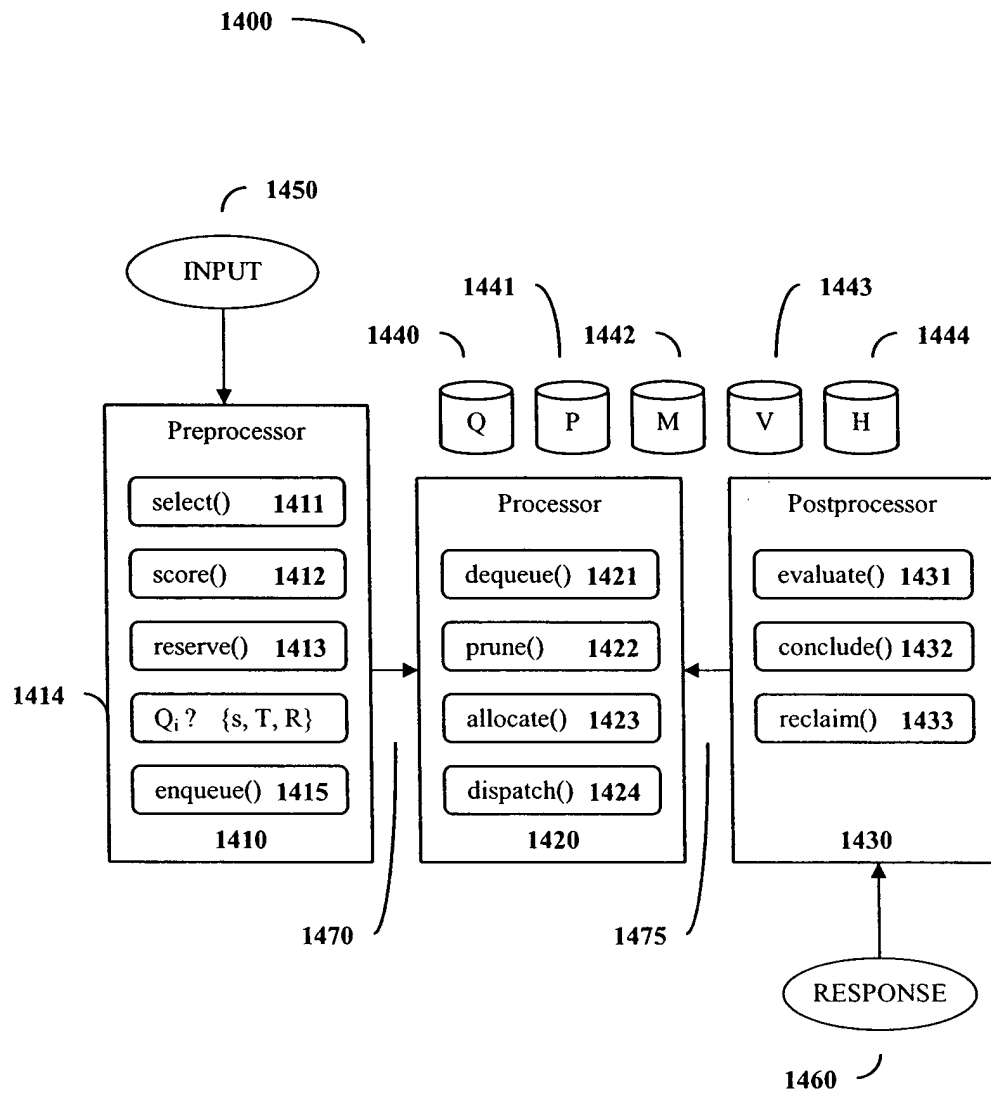 1400
1450
INPUT
1441
1443
1440
1442
1444
Q
P
M
V
H
Preprocessor
select() 1411
score() 1412
reserve() 1413
1414
Qi ? {s, T, R}
enqueue() 1415
1410
Processor
dequeue() 1421
prune() 1422
allocate() 1423
dispatch() 1424
1420
Postprocessor
evaluate() 1431
conclude() 1432
reclaim() 1433
1430
1470
1475
RESPONSE
1460